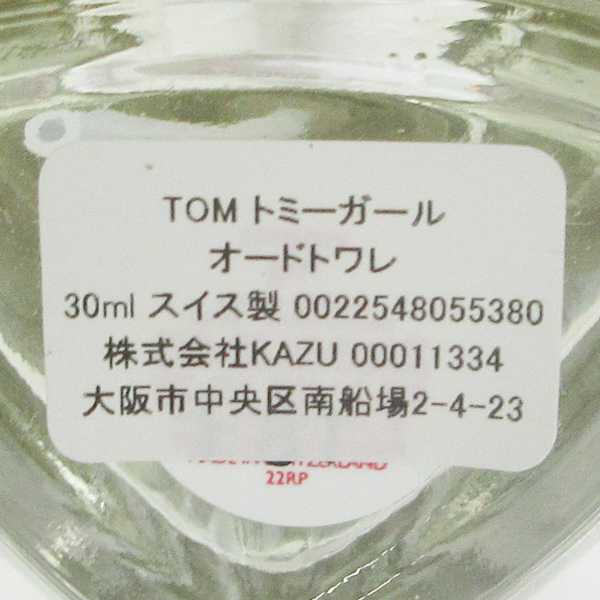 TOM トミーガール
オードトワレ
30ml スイス製 0022548055380
株式会社KAZU 00011334
大阪市中央区南船場2-4-23
22RP